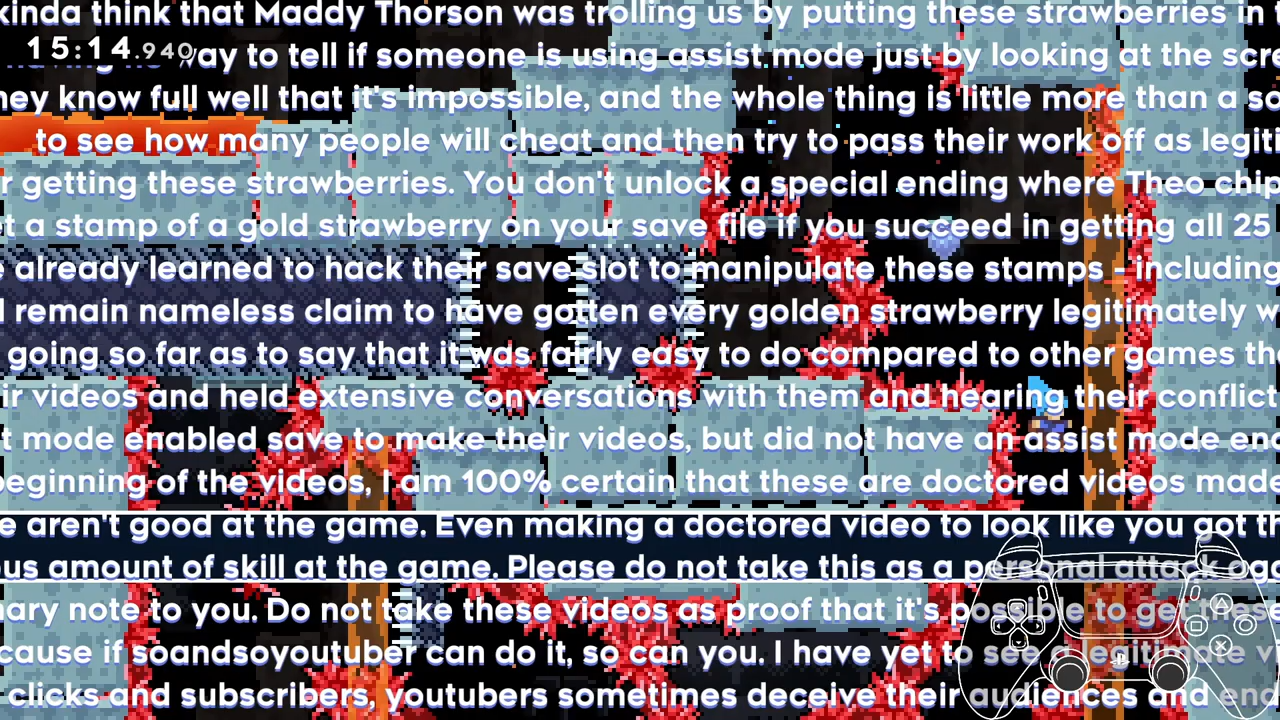 kinda think that Maddy Thorson was trolling us by putting these strawberries in t
15:14.940
way to tell if someone is using assist mode just by looking at the scre
hey know full well that it's impossible, and the whole thing is little more than a so
to see how many people will cheat and then try to pass their work off as legiti
r getting these strawberries. You don't unlock a special ending where Theo chip
et a stamp of a gold strawberry on your save file if you succeed in getting all 25
e already learned to hack their save slot to manipulate these stamps - including
l remain nameless claim to have gotten every golden strawberry legitimately w
going so far as to say that it was fairly easy to do compared to other games tha
ir videos and held extensive conversations with them and hearing their conflict
t mode enabled save to make their videos, but did not have an assist mode ena
beginning of the videos, I am 100% certain that these are doctored videos made
e aren't good at the game. Even making a doctored video to look like you got th
ous amount of skill at the game. Please do not take this as a personal attack aga
nary note to you. Do not take these videos as proof that it's possible to get these
cause if soandsoyoutuber can do it, so can you. I have yet to see a legitimate vi
clicks and subscribers, youtubers sometimes deceive their audiences and end